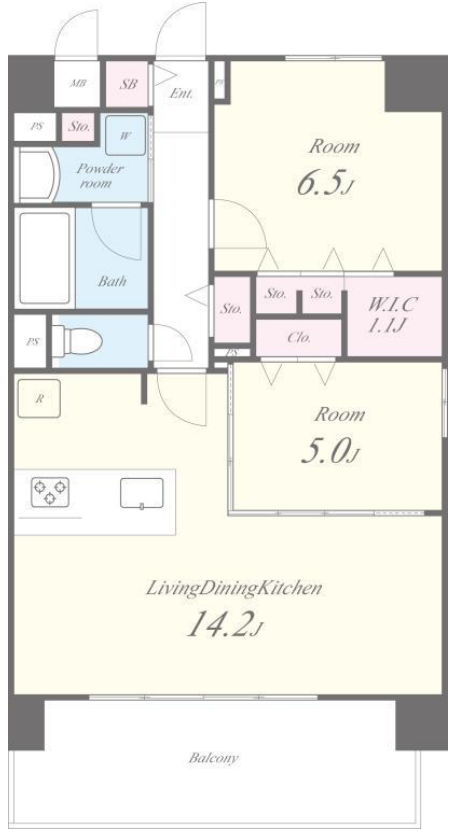 MB
SB
Ent.
PS
PS
Sto.
W
Powder
room
Room
6.5J
Bath
Sto.
Sto.
Sto.
W.I.C
1.1J
Clo.
PS
PS
R
Room
5.0J
LivingDiningKitchen
14.2J
Balcony